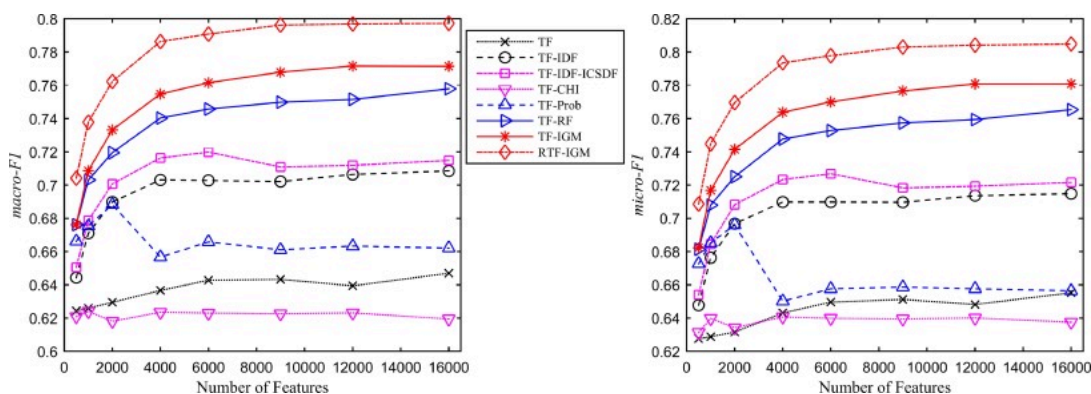 0.8
0.78
0.76
0.74
0.72
0.7
0.68
0.66
0.64
0.62
0.6
macro-F1
0 2000 4000 6000 8000 10000 12000 14000 16000
Number of Features
TF
TF-IDF
TF-IDF-ICSDF
TF-CHI
TF-Prob
TF-RF
TF-IGM
RTF-IGM
0.82
0.8
0.78
0.76
0.74
0.72
0.7
0.68
0.66
0.64
0.62
micro-F1
0 2000 4000 6000 8000 10000 12000 14000 16000
Number of Features